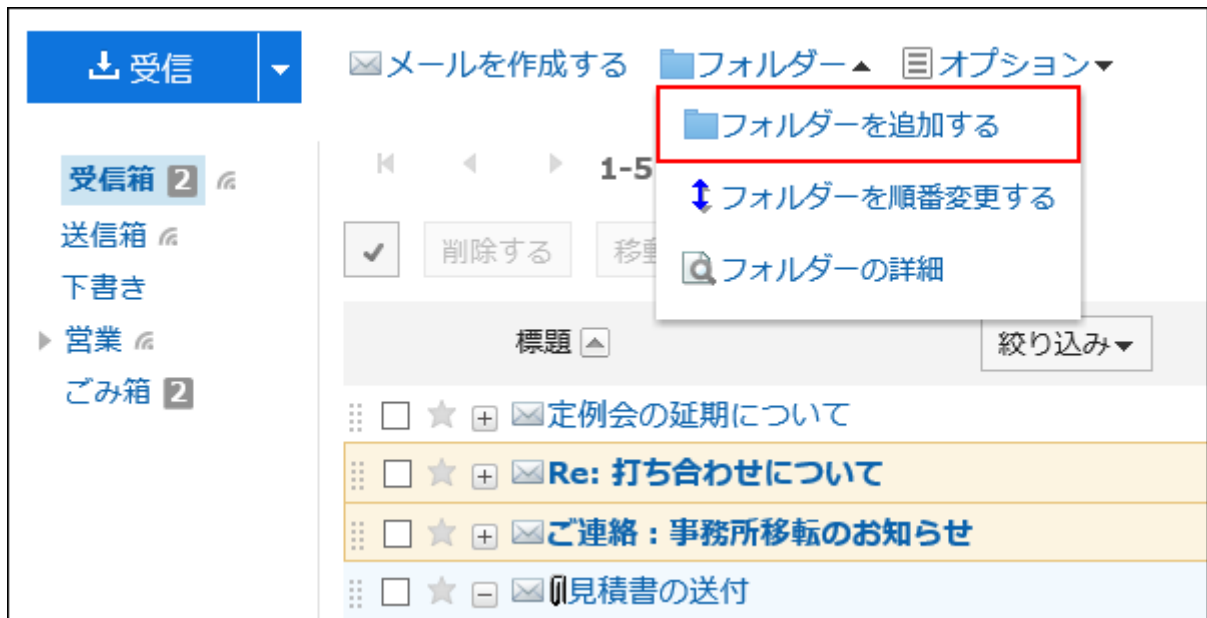 受信
メールを作成する
フォルダー
オプション
フォルダーを追加する
フォルダーを順番変更する
フォルダーの詳細
受信箱 2
送信箱
下書き
営業
ごみ箱 2
1-5
削除する
標題
絞り込み
定例会の延期について
Re: 打ち合わせについて
ご連絡：事務所移転のお知らせ
見積書の送付